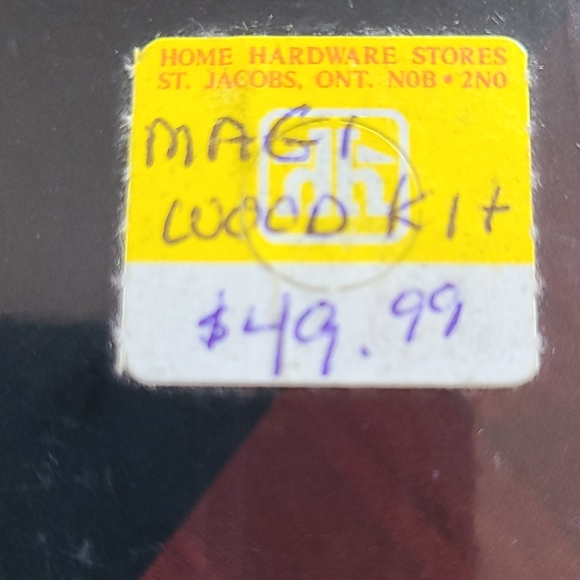 HOME HARDWARE STORES
ST. JACOBS, ONT. N0B • 2N0
MAGI
WOOD Kit
$49.99